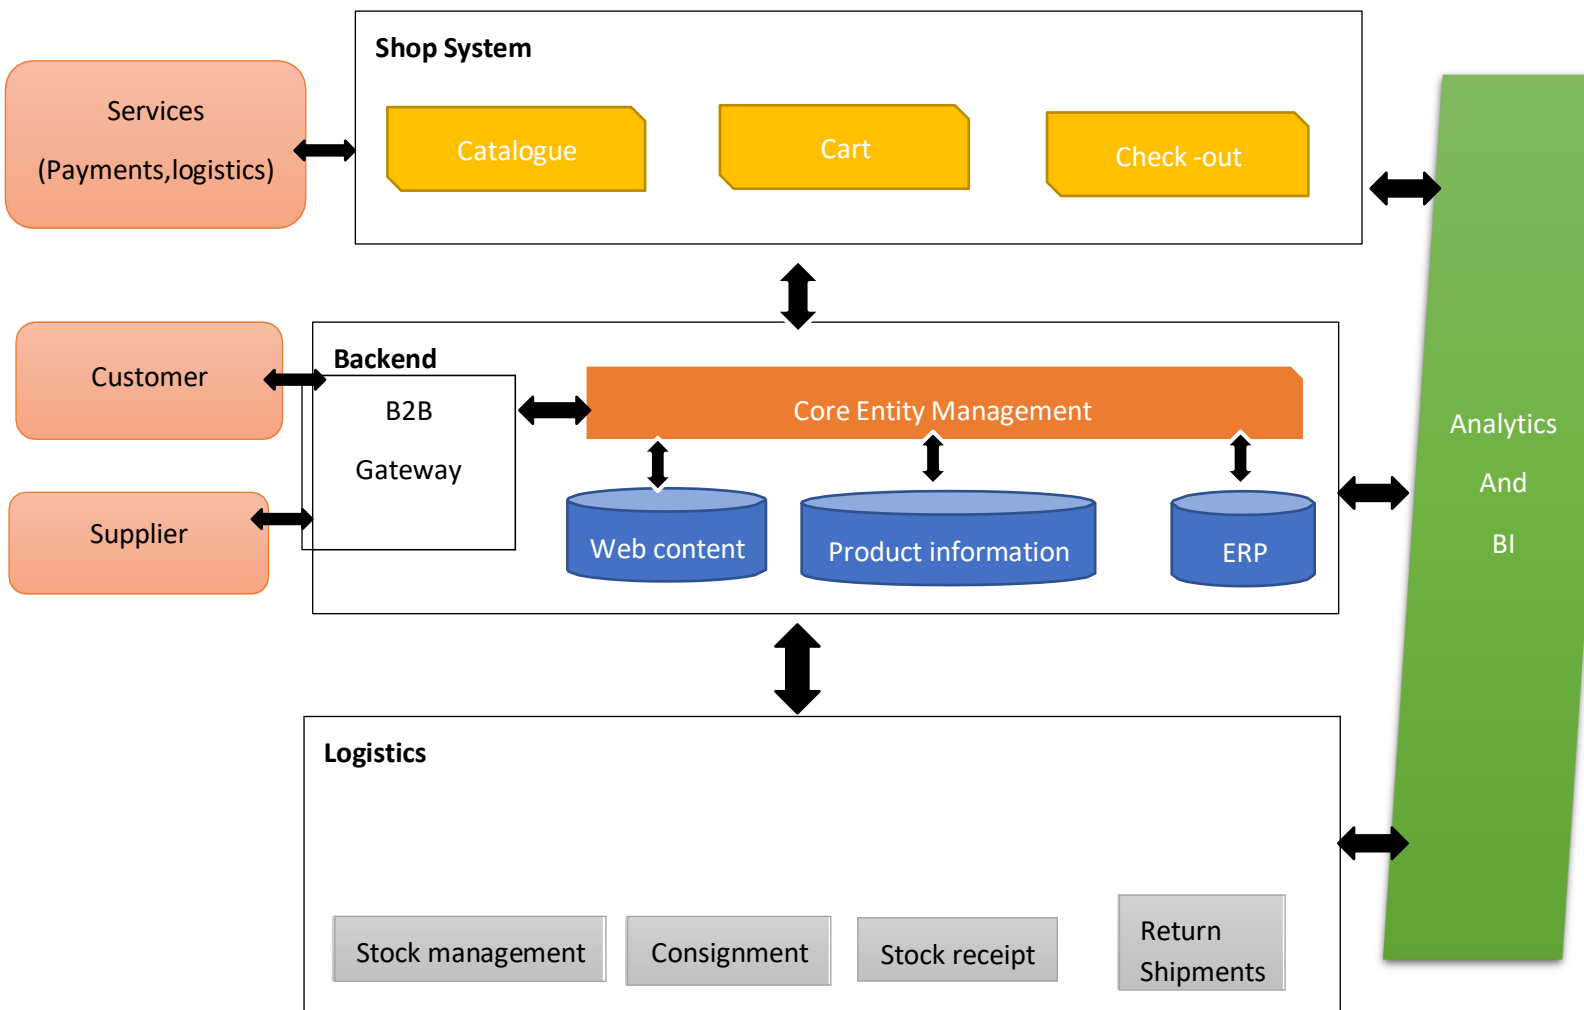 Shop System
Services
(Payments,logistics)
Catalogue
Cart
Check -out
Backend
Customer
B2B
Gateway
Core Entity Management
Supplier
Web content
Product information
ERP
Analytics
And
BI
Logistics
Stock management
Consignment
Stock receipt
Return
Shipments